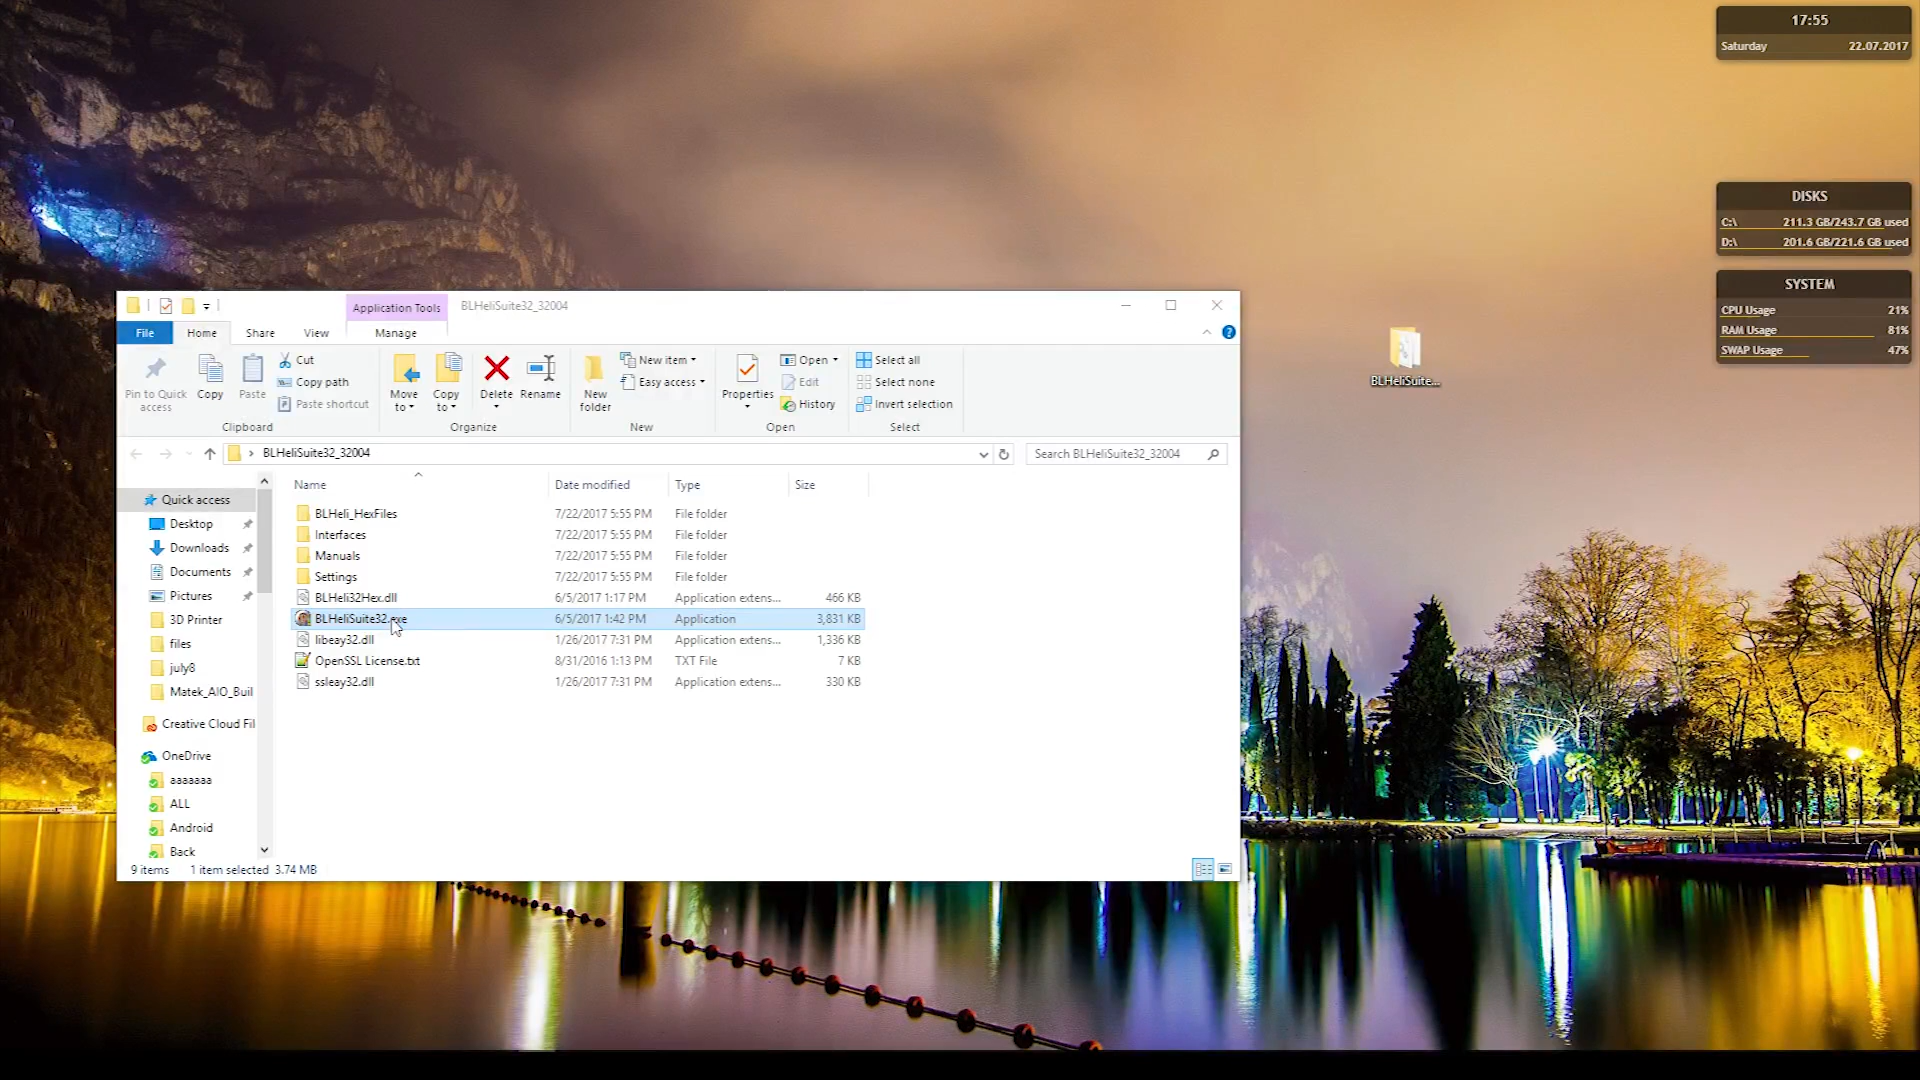 17:55
Saturday 22.07.2017
DISKS
C:\ 211.3 GB/243.7 GB used
D:\ 201.6 GB/221.6 GB used
SYSTEM
CPU Usage 21%
RAM Usage 81%
SWAP Usage 47%
BLHeliSuite...
Application Tools BLHeliSuite32_32004
File Home Share View Manage
Pin to Quick access
Copy
Paste
Cut
Copy path
Paste shortcut
Clipboard
Move to
Copy to
Delete
Rename
Organize
New folder
New item
Easy access
New
Properties
Open
Edit
History
Open
Select all
Select none
Invert selection
Select
BLHeliSuite32_32004
Search BLHeliSuite32_32004
Name Date modified Type Size
BLHeli_HexFiles 7/22/2017 5:55 PM File folder
Interfaces 7/22/2017 5:55 PM File folder
Manuals 7/22/2017 5:55 PM File folder
Settings 7/22/2017 5:55 PM File folder
BLHeli32Hex.dll 6/5/2017 1:17 PM Application extens... 466 KB
BLHeliSuite32.exe 6/5/2017 1:42 PM Application 3,831 KB
libeay32.dll 1/26/2017 7:31 PM Application extens... 1,336 KB
OpenSSL License.txt 8/31/2016 1:13 PM TXT File 7 KB
ssleay32.dll 1/26/2017 7:31 PM Application extens... 330 KB
Quick access
Desktop
Downloads
Documents
Pictures
3D Printer
files
july8
Matek_AIO_Buil
Creative Cloud Fil
OneDrive
aaaaaaa
ALL
Android
Back
9 items 1 item selected 3.74 MB